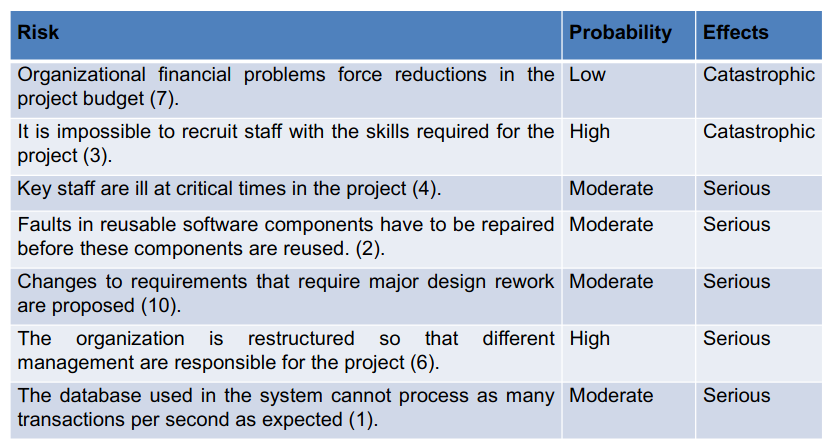 Risk Probability Effects
Organizational financial problems force reductions in the Low Catastrophic
project budget (7).
It is impossible to recruit staff with the skills required for the High Catastrophic
project (3).
Key staff are ill at critical times in the project (4). Moderate Serious
Faults in reusable software components have to be repaired Moderate Serious
before these components are reused. (2).
Changes to requirements that require major design rework Moderate Serious
are proposed (10).
The organization is restructured so that different High Serious
management are responsible for the project (6).
The database used in the system cannot process as many Moderate Serious
transactions per second as expected (1).